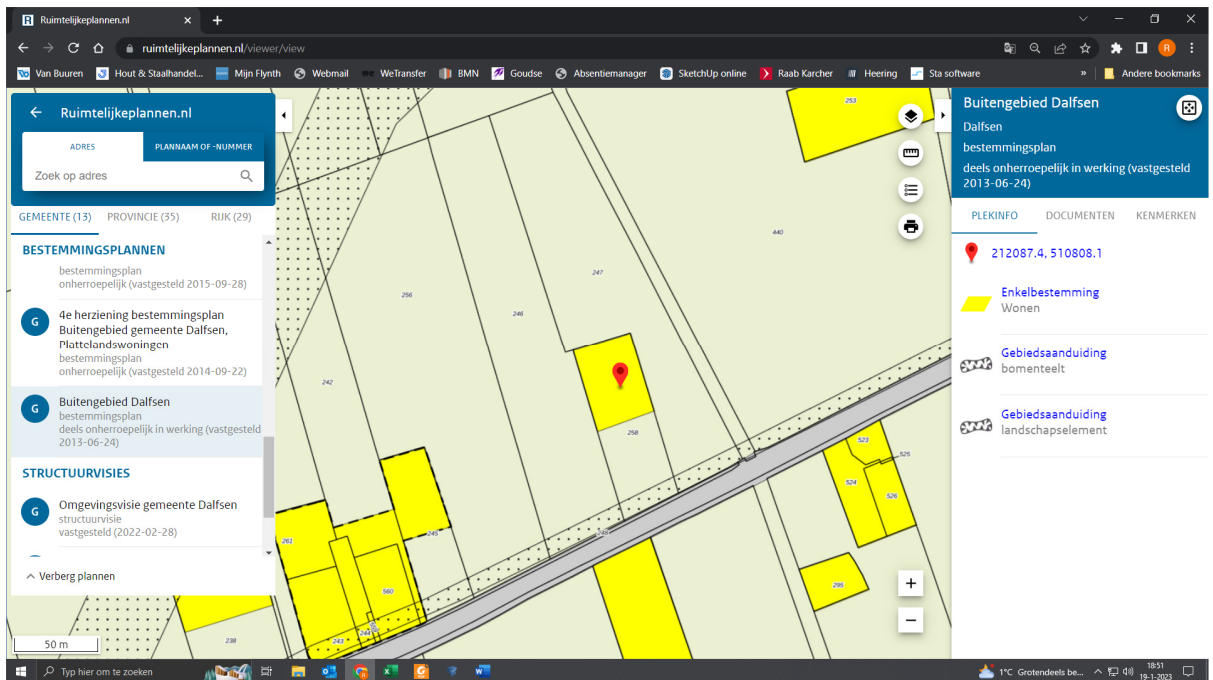 Ruimtelijkeplannen.nl
ruimtelijkeplannen.nl/viewer/view
Van Buuren
Hout & Staalhandel...
Mijn Flynth
Webmail
WeTransfer
BMN
Goudse
Absentiemanager
SketchUp online
Raab Karcher
Heering
Sta software
»
Andere bookmarks
Ruimtelijkeplannen.nl
ADRES
PLANNAAM OF -NUMMER
Zoek op adres
GEMEENTE (13)
PROVINCIE (35)
RIJK (29)
BESTEMMINGSPLANNEN
bestemmingsplan
onherroepelijk (vastgesteld 2015-09-28)
G
4e herziening bestemmingsplan
Buitengebied gemeente Dalfsen,
Plattelandswoningen
bestemmingsplan
onherroepelijk (vastgesteld 2014-09-22)
G
Buitengebied Dalfsen
bestemmingsplan
deels onherroepelijk in werking (vastgesteld
2013-06-24)
STRUCTUURVISIES
G
Omgevingsvisie gemeente Dalfsen
structuurvisie
vastgesteld (2022-02-28)
Verberg plannen
50 m
253
440
247
256
246
242
258
523
525
524
526
248
245
261
560
295
243
244
238
+
−
Buitengebied Dalfsen
Dalfsen
bestemmingsplan
deels onherroepelijk in werking (vastgesteld
2013-06-24)
PLEKINFO
DOCUMENTEN
KENMERKEN
212087.4, 510808.1
Enkelbestemming
Wonen
Gebiedsaanduiding
bomenteelt
Gebiedsaanduiding
landschapselement
Typ hier om te zoeken
1°C Grotendeels be...
18:51
19-1-2023